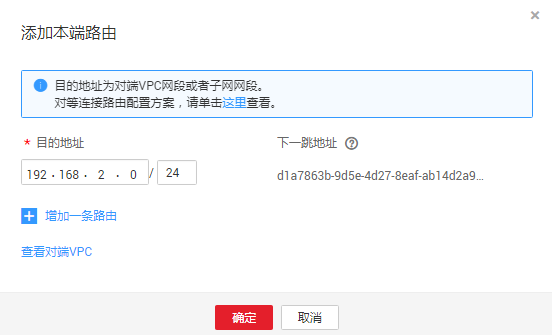 添加本端路由
目的地址为对端VPC网段或者子网网段。
对等连接路由配置方案，请单击这里查看。
* 目的地址
下一跳地址
192 . 168 . 2 . 0 / 24
d1a7863b-9d5e-4d27-8eaf-ab14d2a9...
增加一条路由
查看对端VPC
确定
取消